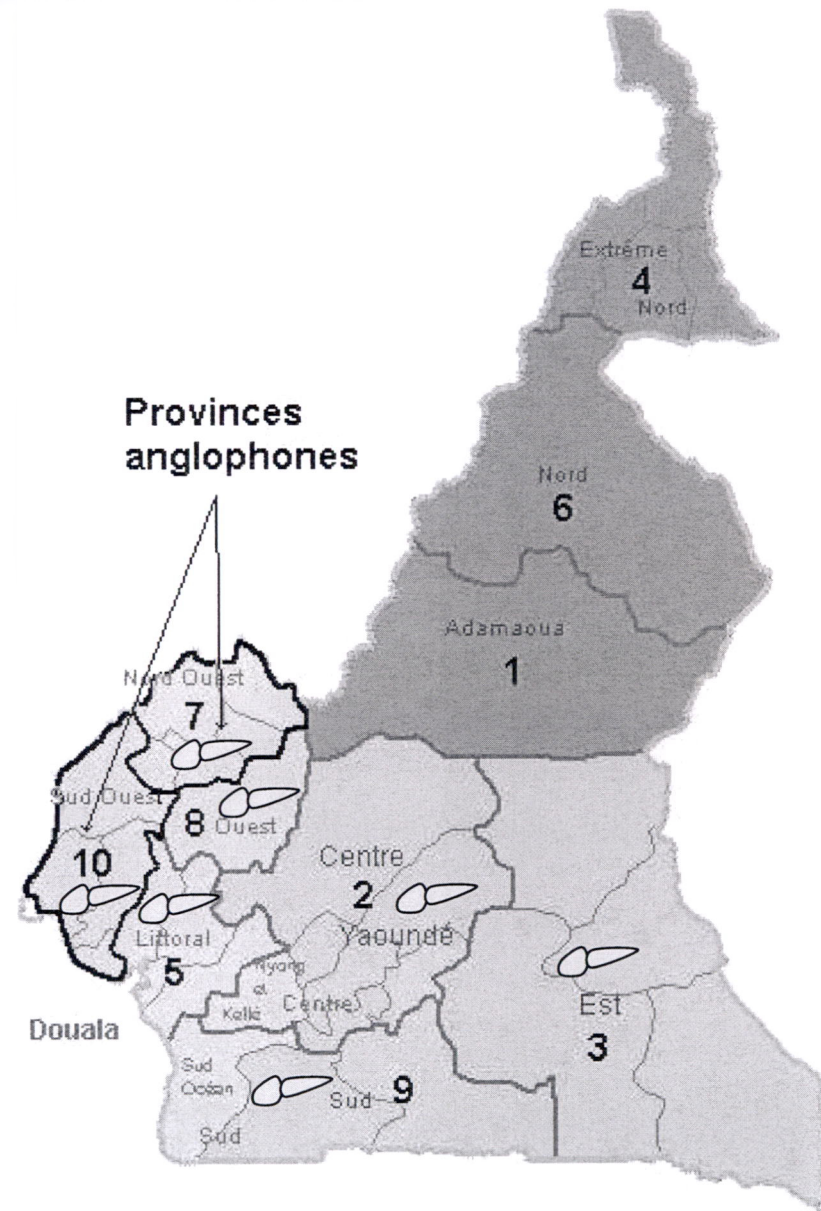 Extrême
4
Nord
Provinces
anglophones
Nord
6
Adamaoua
1
Nord Ouest
7
Sud Ouest
8 Ouest
10
Centre
2
Yaoundé
Littoral
5
Nyong
et
Kellé
Centre
Douala
Est
3
Sud
Océan
Sud 9
Sud